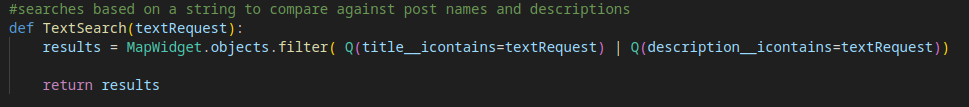 #searches based on a string to compare against post names and descriptions
def TextSearch(textRequest):
    results = MapWidget.objects.filter( Q(title__icontains=textRequest) | Q(description__icontains=textRequest))
    return results